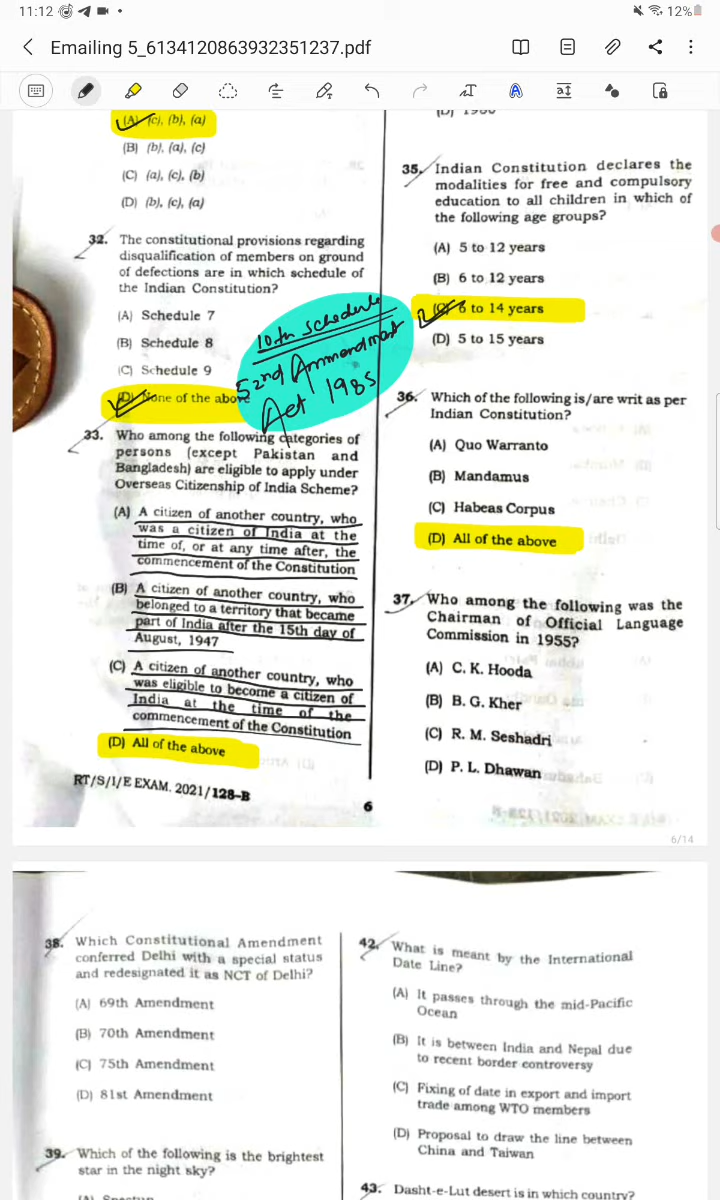 11:12
12%
Emailing 5_6134120863932351237.pdf
(A) (c), (b), (a)
(B) (b), (a), (c)
(C) (a), (c), (b)
(D) (b), (c), (a)
32. The constitutional provisions regarding
disqualification of members on ground
of defections are in which schedule of
the Indian Constitution?
(A) Schedule 7
(B) Schedule 8
(C) Schedule 9
(D) None of the above
10th schedule
52nd Ammendment
Act 1985
33. Who among the following categories of
persons (except Pakistan and
Bangladesh) are eligible to apply under
Overseas Citizenship of India Scheme?
(A) A citizen of another country, who
was a citizen of India at the
time of, or at any time after, the
commencement of the Constitution
(B) A citizen of another country, who
belonged to a territory that became
part of India after the 15th day of
August, 1947
(C) A citizen of another country, who
was eligible to become a citizen of
India at the time of the
commencement of the Constitution
(D) All of the above
RT/S/I/E EXAM. 2021/128-B
6
35. Indian Constitution declares the
modalities for free and compulsory
education to all children in which of
the following age groups?
(A) 5 to 12 years
(B) 6 to 12 years
(C) 6 to 14 years
(D) 5 to 15 years
36. Which of the following is/are writ as per
Indian Constitution?
(A) Quo Warranto
(B) Mandamus
(C) Habeas Corpus
(D) All of the above
37. Who among the following was the
Chairman of Official Language
Commission in 1955?
(A) C. K. Hooda
(B) B. G. Kher
(C) R. M. Seshadri
(D) P. L. Dhawan
6/14
38. Which Constitutional Amendment
conferred Delhi with a special status
and redesignated it as NCT of Delhi?
(A) 69th Amendment
(B) 70th Amendment
(C) 75th Amendment
(D) 81st Amendment
39. Which of the following is the brightest
star in the night sky?
42. What is meant by the International
Date Line?
(A) It passes through the mid-Pacific
Ocean
(B) It is between India and Nepal due
to recent border controversy
(C) Fixing of date in export and import
trade among WTO members
(D) Proposal to draw the line between
China and Taiwan
43. Dasht-e-Lut desert is in which country?